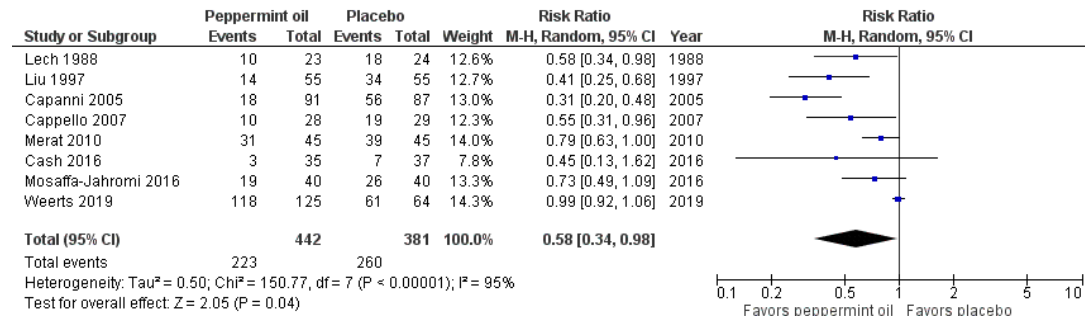 Peppermint oil Placebo Risk Ratio Risk Ratio
Study or Subgroup Events Total Events Total Weight M-H, Random, 95% CI Year M-H, Random, 95% CI
Lech 1988 10 23 18 24 12.6% 0.58 [0.34, 0.98] 1988
Liu 1997 14 55 34 55 12.8% 0.41 [0.25, 0.68] 1997
Capanni 2005 18 91 56 87 13.0% 0.31 [0.20, 0.48] 2005
Cappello 2007 10 28 19 29 12.4% 0.55 [0.31, 0.96] 2007
Merat 2010 31 45 39 45 14.0% 0.79 [0.63, 1.00] 2010
Cash 2016 3 35 7 37 7.8% 0.45 [0.13, 1.62] 2016
Mosaffa-Jahromi 2016 19 40 26 40 13.3% 0.73 [0.49, 1.09] 2016
Weerts 2019 118 125 61 64 14.3% 0.99 [0.92, 1.06] 2019
Total (95% CI) 442 381 100.0% 0.58 [0.34, 0.98]
Total events 223 260
Heterogeneity: Tau² = 0.50; Chi² = 150.77, df = 7 (P < 0.00001); I² = 95%
Test for overall effect: Z = 2.05 (P = 0.04)
0.1 0.2 0.5 1 2 5 10
Favors peppermint oil Favors placebo